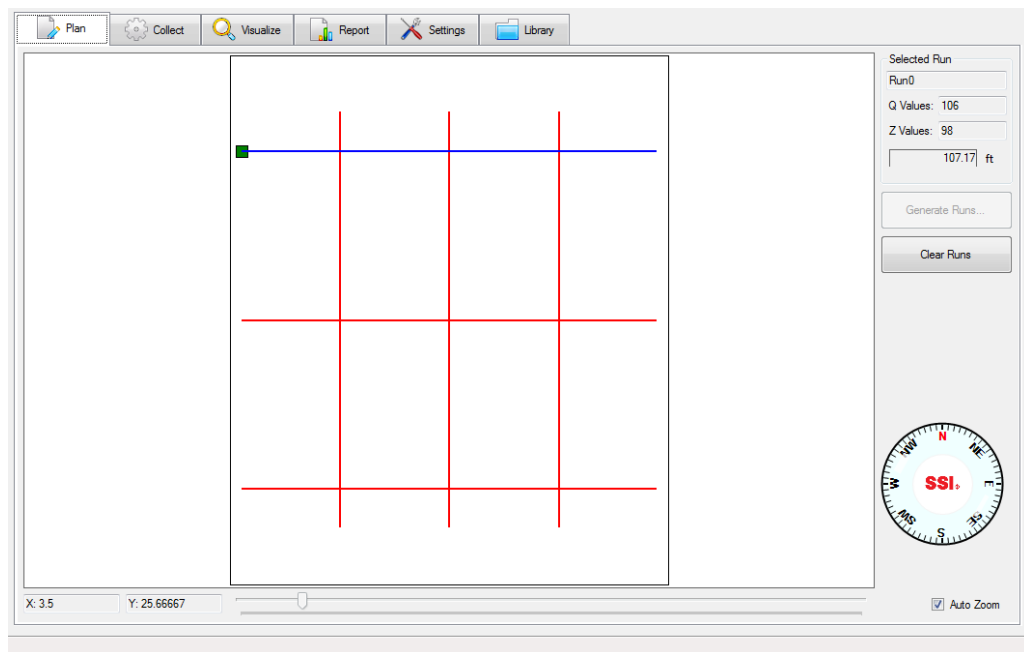 Plan Collect Visualize Report Settings Library
Selected Run
Run0
Q Values: 106
Z Values: 98
107.17 ft
Generate Runs...
Clear Runs
N
NW NE
W SSI. E
SW SE
S
X: 3.5 Y: 25.66667 Auto Zoom